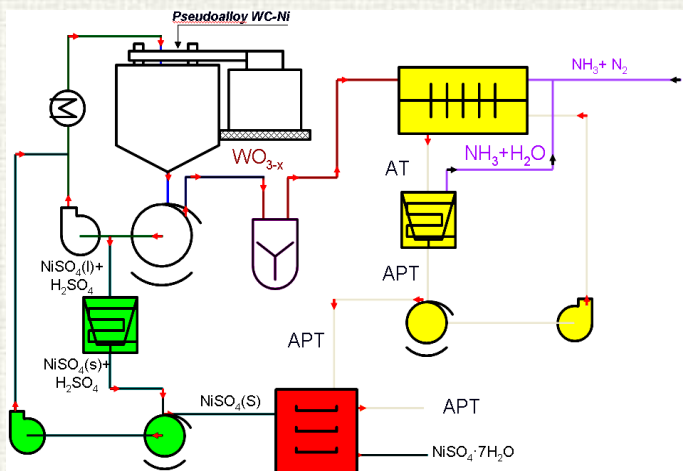 Pseudoalloy WC-Ni
NH₃+ N₂
M
WO₃₋ₓ
NH₃+H₂O
AT
NiSO₄(l)+
H₂SO₄
APT
APT
NiSO₄(s)+
H₂SO₄
NiSO₄(S)
APT
NiSO₄·7H₂O